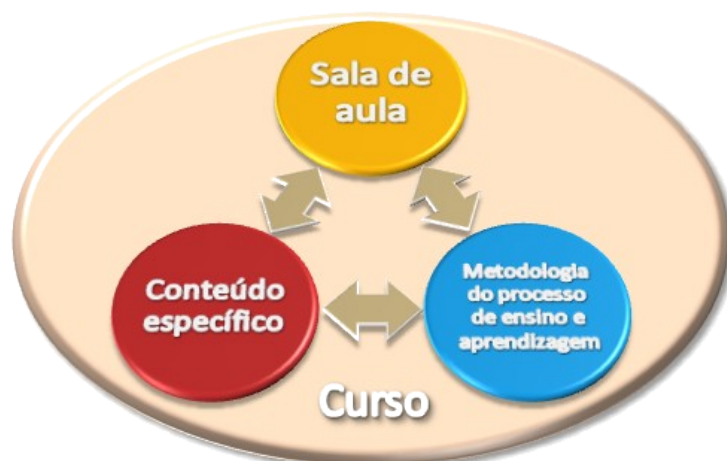 Sala de
aula
Conteúdo
específico
Metodologia
do processo
de ensino e
aprendizagem
Curso